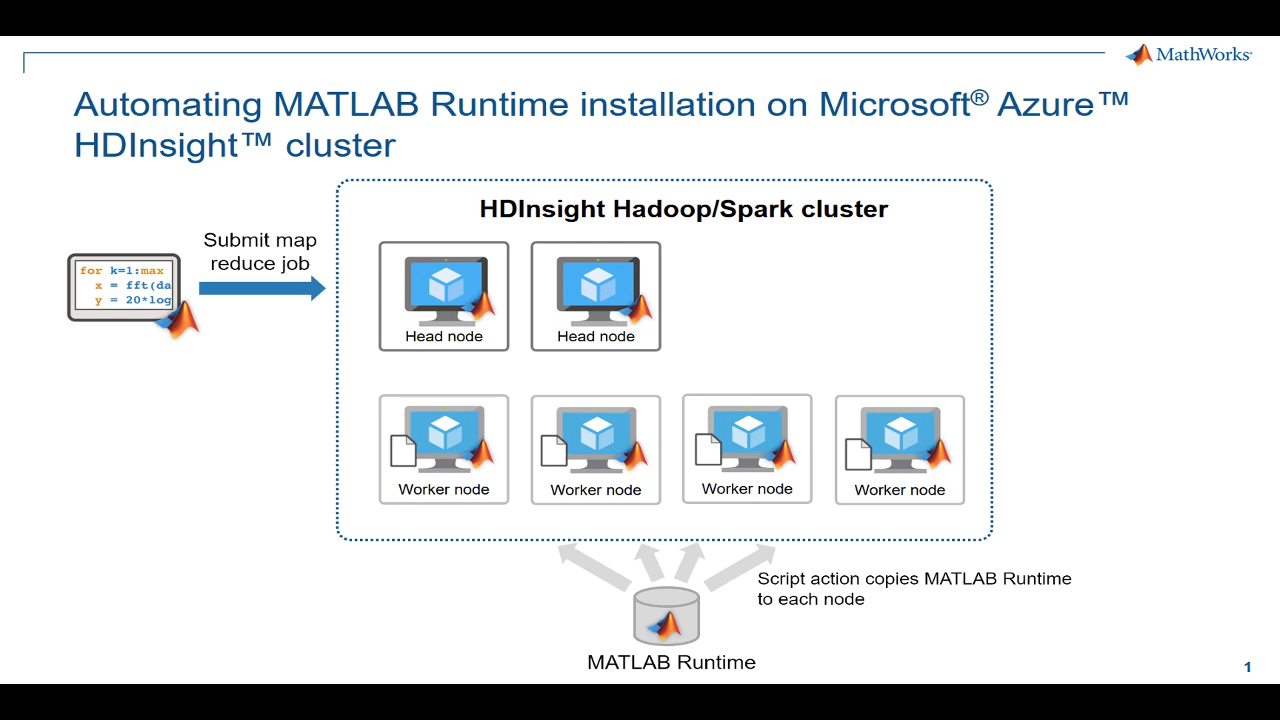 MathWorks®
Automating MATLAB Runtime installation on Microsoft® Azure™
HDInsight™ cluster
HDInsight Hadoop/Spark cluster
Submit map
reduce job
for k=1:max
x = fft(da
y = 20*log
Head node
Head node
Worker node
Worker node
Worker node
Worker node
Script action copies MATLAB Runtime
to each node
MATLAB Runtime
1